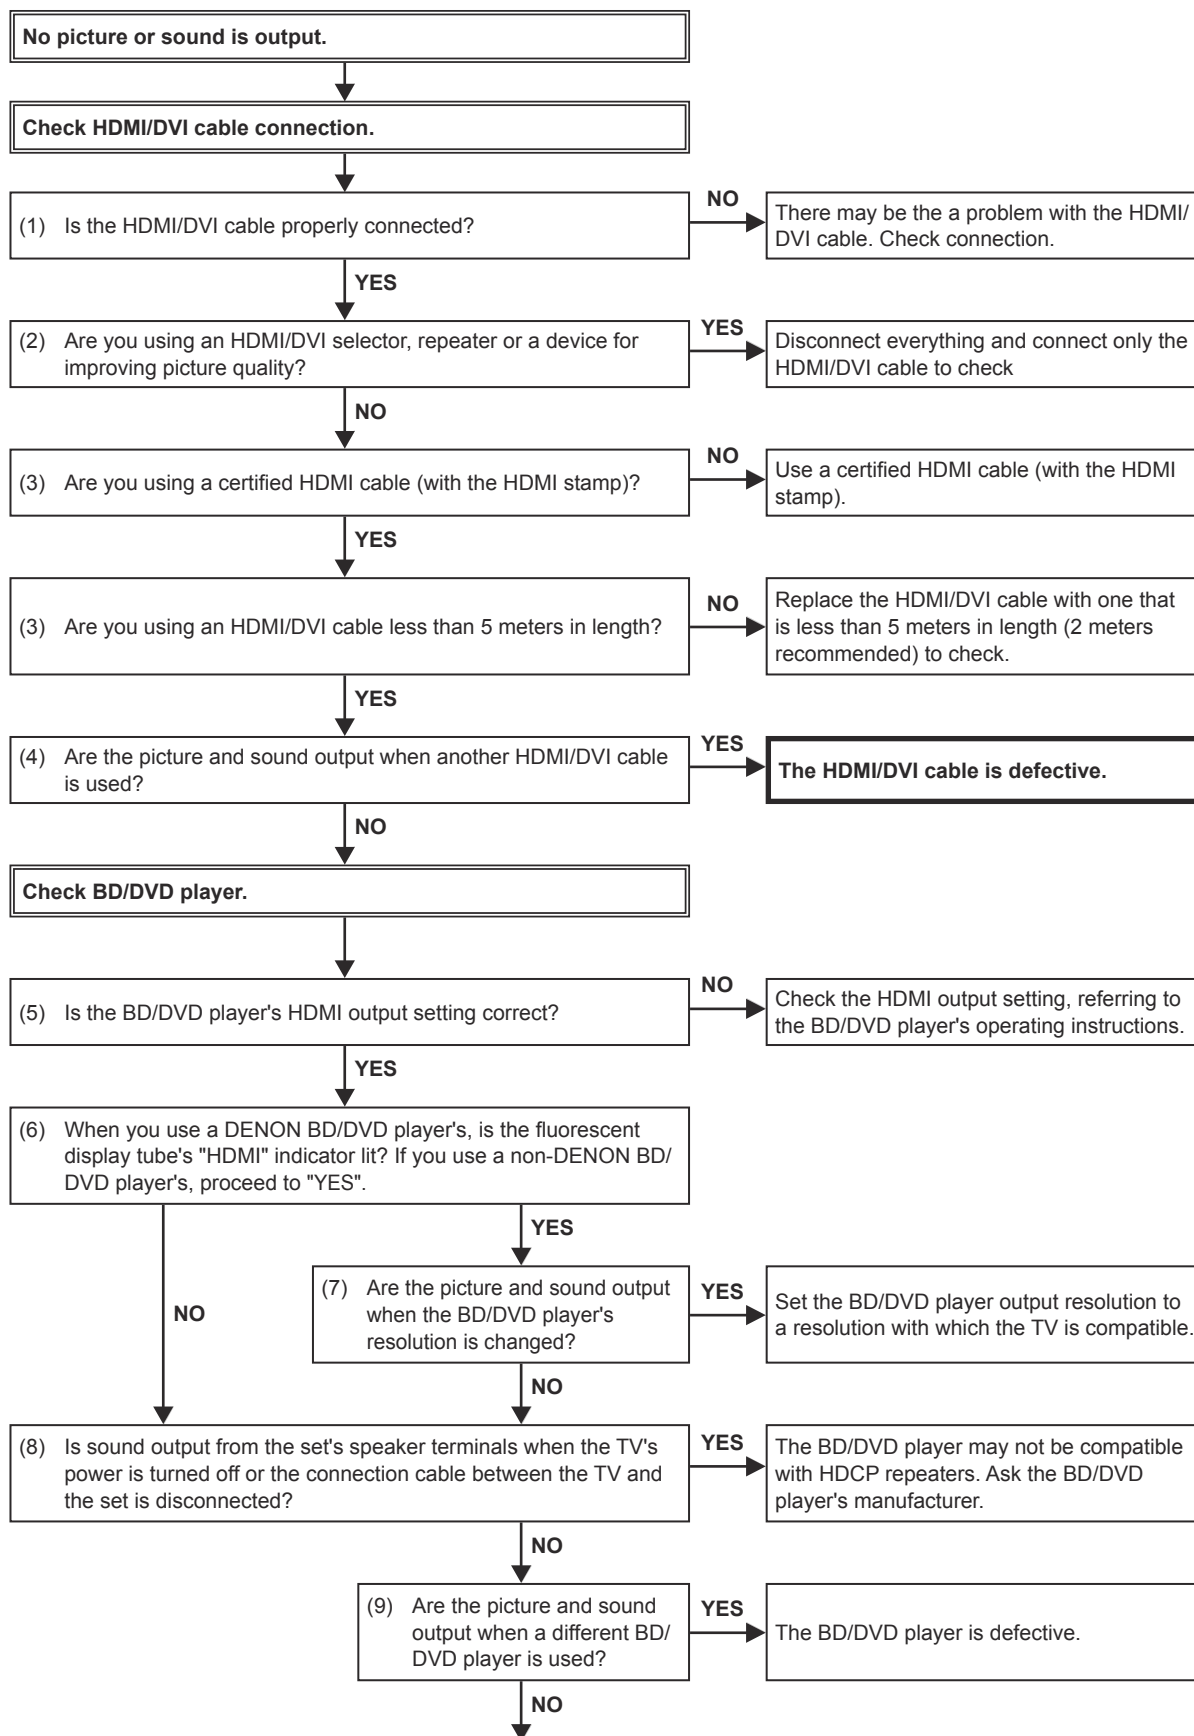 No picture or sound is output.
Check HDMI/DVI cable connection.
(1) Is the HDMI/DVI cable properly connected?
NO
There may be the a problem with the HDMI/
DVI cable. Check connection.
YES
(2) Are you using an HDMI/DVI selector, repeater or a device for
improving picture quality?
YES
Disconnect everything and connect only the
HDMI/DVI cable to check
NO
(3) Are you using a certified HDMI cable (with the HDMI stamp)?
NO
Use a certified HDMI cable (with the HDMI
stamp).
YES
(3) Are you using an HDMI/DVI cable less than 5 meters in length?
NO
Replace the HDMI/DVI cable with one that
is less than 5 meters in length (2 meters
recommended) to check.
YES
(4) Are the picture and sound output when another HDMI/DVI cable
is used?
YES
The HDMI/DVI cable is defective.
NO
Check BD/DVD player.
(5) Is the BD/DVD player's HDMI output setting correct?
NO
Check the HDMI output setting, referring to
the BD/DVD player's operating instructions.
YES
(6) When you use a DENON BD/DVD player's, is the fluorescent
display tube's "HDMI" indicator lit? If you use a non-DENON BD/
DVD player's, proceed to "YES".
YES
NO
(7) Are the picture and sound output
when the BD/DVD player's
resolution is changed?
YES
Set the BD/DVD player output resolution to
a resolution with which the TV is compatible.
NO
(8) Is sound output from the set's speaker terminals when the TV's
power is turned off or the connection cable between the TV and
the set is disconnected?
YES
The BD/DVD player may not be compatible
with HDCP repeaters. Ask the BD/DVD
player's manufacturer.
NO
(9) Are the picture and sound
output when a different BD/
DVD player is used?
YES
The BD/DVD player is defective.
NO